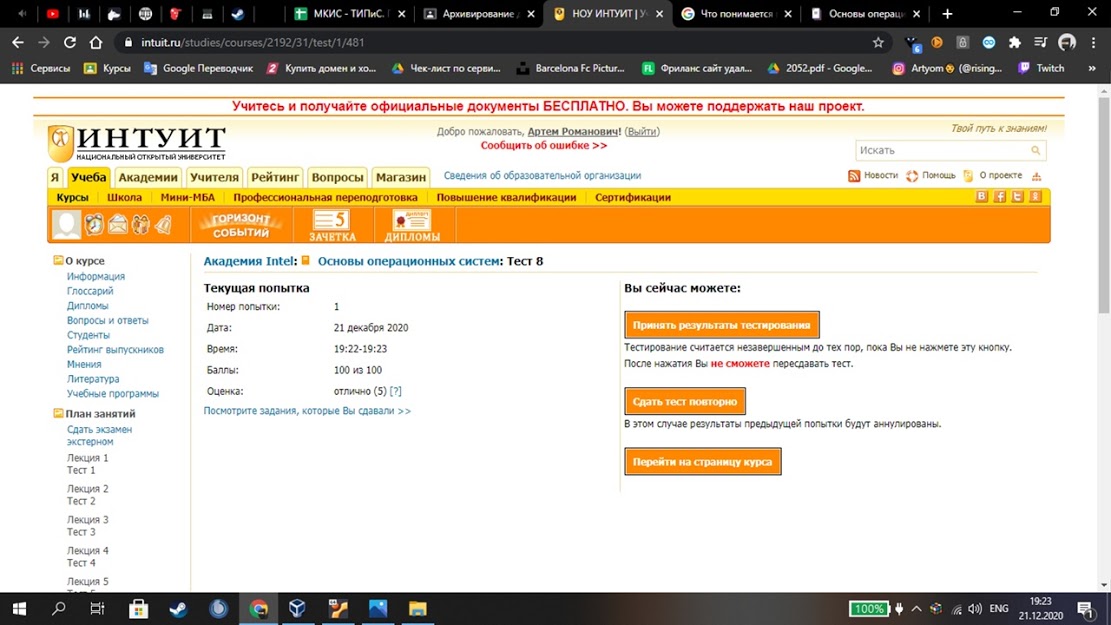 МКИС - ТИПиС. Г
Архивирование д
НОУ ИНТУИТ | У
Что понимается
Основы операци
intuit.ru/studies/courses/2192/31/test/1/481
6
Сервисы
Курсы
Google Переводчик
Купить домен и хо...
Чек-лист по серви...
Barcelona Fc Pictur...
FL
Фриланс сайт удал...
2052.pdf - Google...
Artyom (@rising...
Twitch
»
Учитесь и получайте официальные документы БЕСПЛАТНО. Вы можете поддержать наш проект.
ИНТУИТ
НАЦИОНАЛЬНЫЙ ОТКРЫТЫЙ УНИВЕРСИТЕТ
Добро пожаловать, Артем Романович! (Выйти)
Сообщить об ошибке >>
Твой путь к знаниям!
Искать
Я Учеба Академии Учителя Рейтинг Вопросы Магазин Сведения об образовательной организации
Новости Помощь О проекте
Курсы Школа Мини-МБА Профессиональная переподготовка Повышение квалификации Сертификации
ГОРИЗОНТ СОБЫТИЙ
5
ЗАЧЕТКА
ДИПЛОМЫ
О курсе
Информация
Глоссарий
Дипломы
Вопросы и ответы
Студенты
Рейтинг выпускников
Мнения
Литература
Учебные программы
План занятий
Сдать экзамен
экстерном
Лекция 1
Тест 1
Лекция 2
Тест 2
Лекция 3
Тест 3
Лекция 4
Тест 4
Лекция 5
Академия Intel: Основы операционных систем: Тест 8
Текущая попытка
Номер попытки: 1
Дата: 21 декабря 2020
Время: 19:22-19:23
Баллы: 100 из 100
Оценка: отлично (5) [?]
Посмотрите задания, которые Вы сдавали >>
Вы сейчас можете:
Принять результаты тестирования
Тестирование считается незавершенным до тех пор, пока Вы не нажмете эту кнопку.
После нажатия Вы не сможете пересдавать тест.
Сдать тест повторно
В этом случае результаты предыдущей попытки будут аннулированы.
Перейти на страницу курса
100%
ENG
19:23
21.12.2020
1